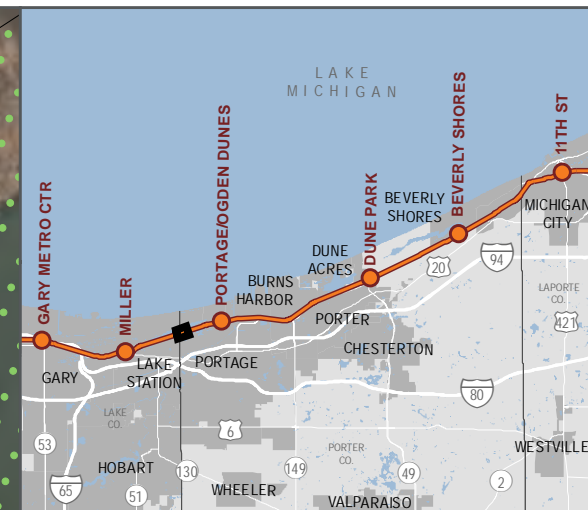 LAKE
MICHIGAN
GARY METRO CTR
MILLER
PORTAGE/OGDEN DUNES
DUNE PARK
BEVERLY SHORES
11TH ST
BEVERLY
SHORES
MICHIGAN
CITY
DUNE
ACRES
BURNS
HARBOR
20
94
LAPORTE
CO.
421
PORTER
CHESTERTON
LAKE
STATION
PORTAGE
GARY
80
LAKE
CO.
6
53
PORTER
CO.
WESTVILLE
HOBART
130
149
49
2
65
51
WHEELER
VALPARAISO